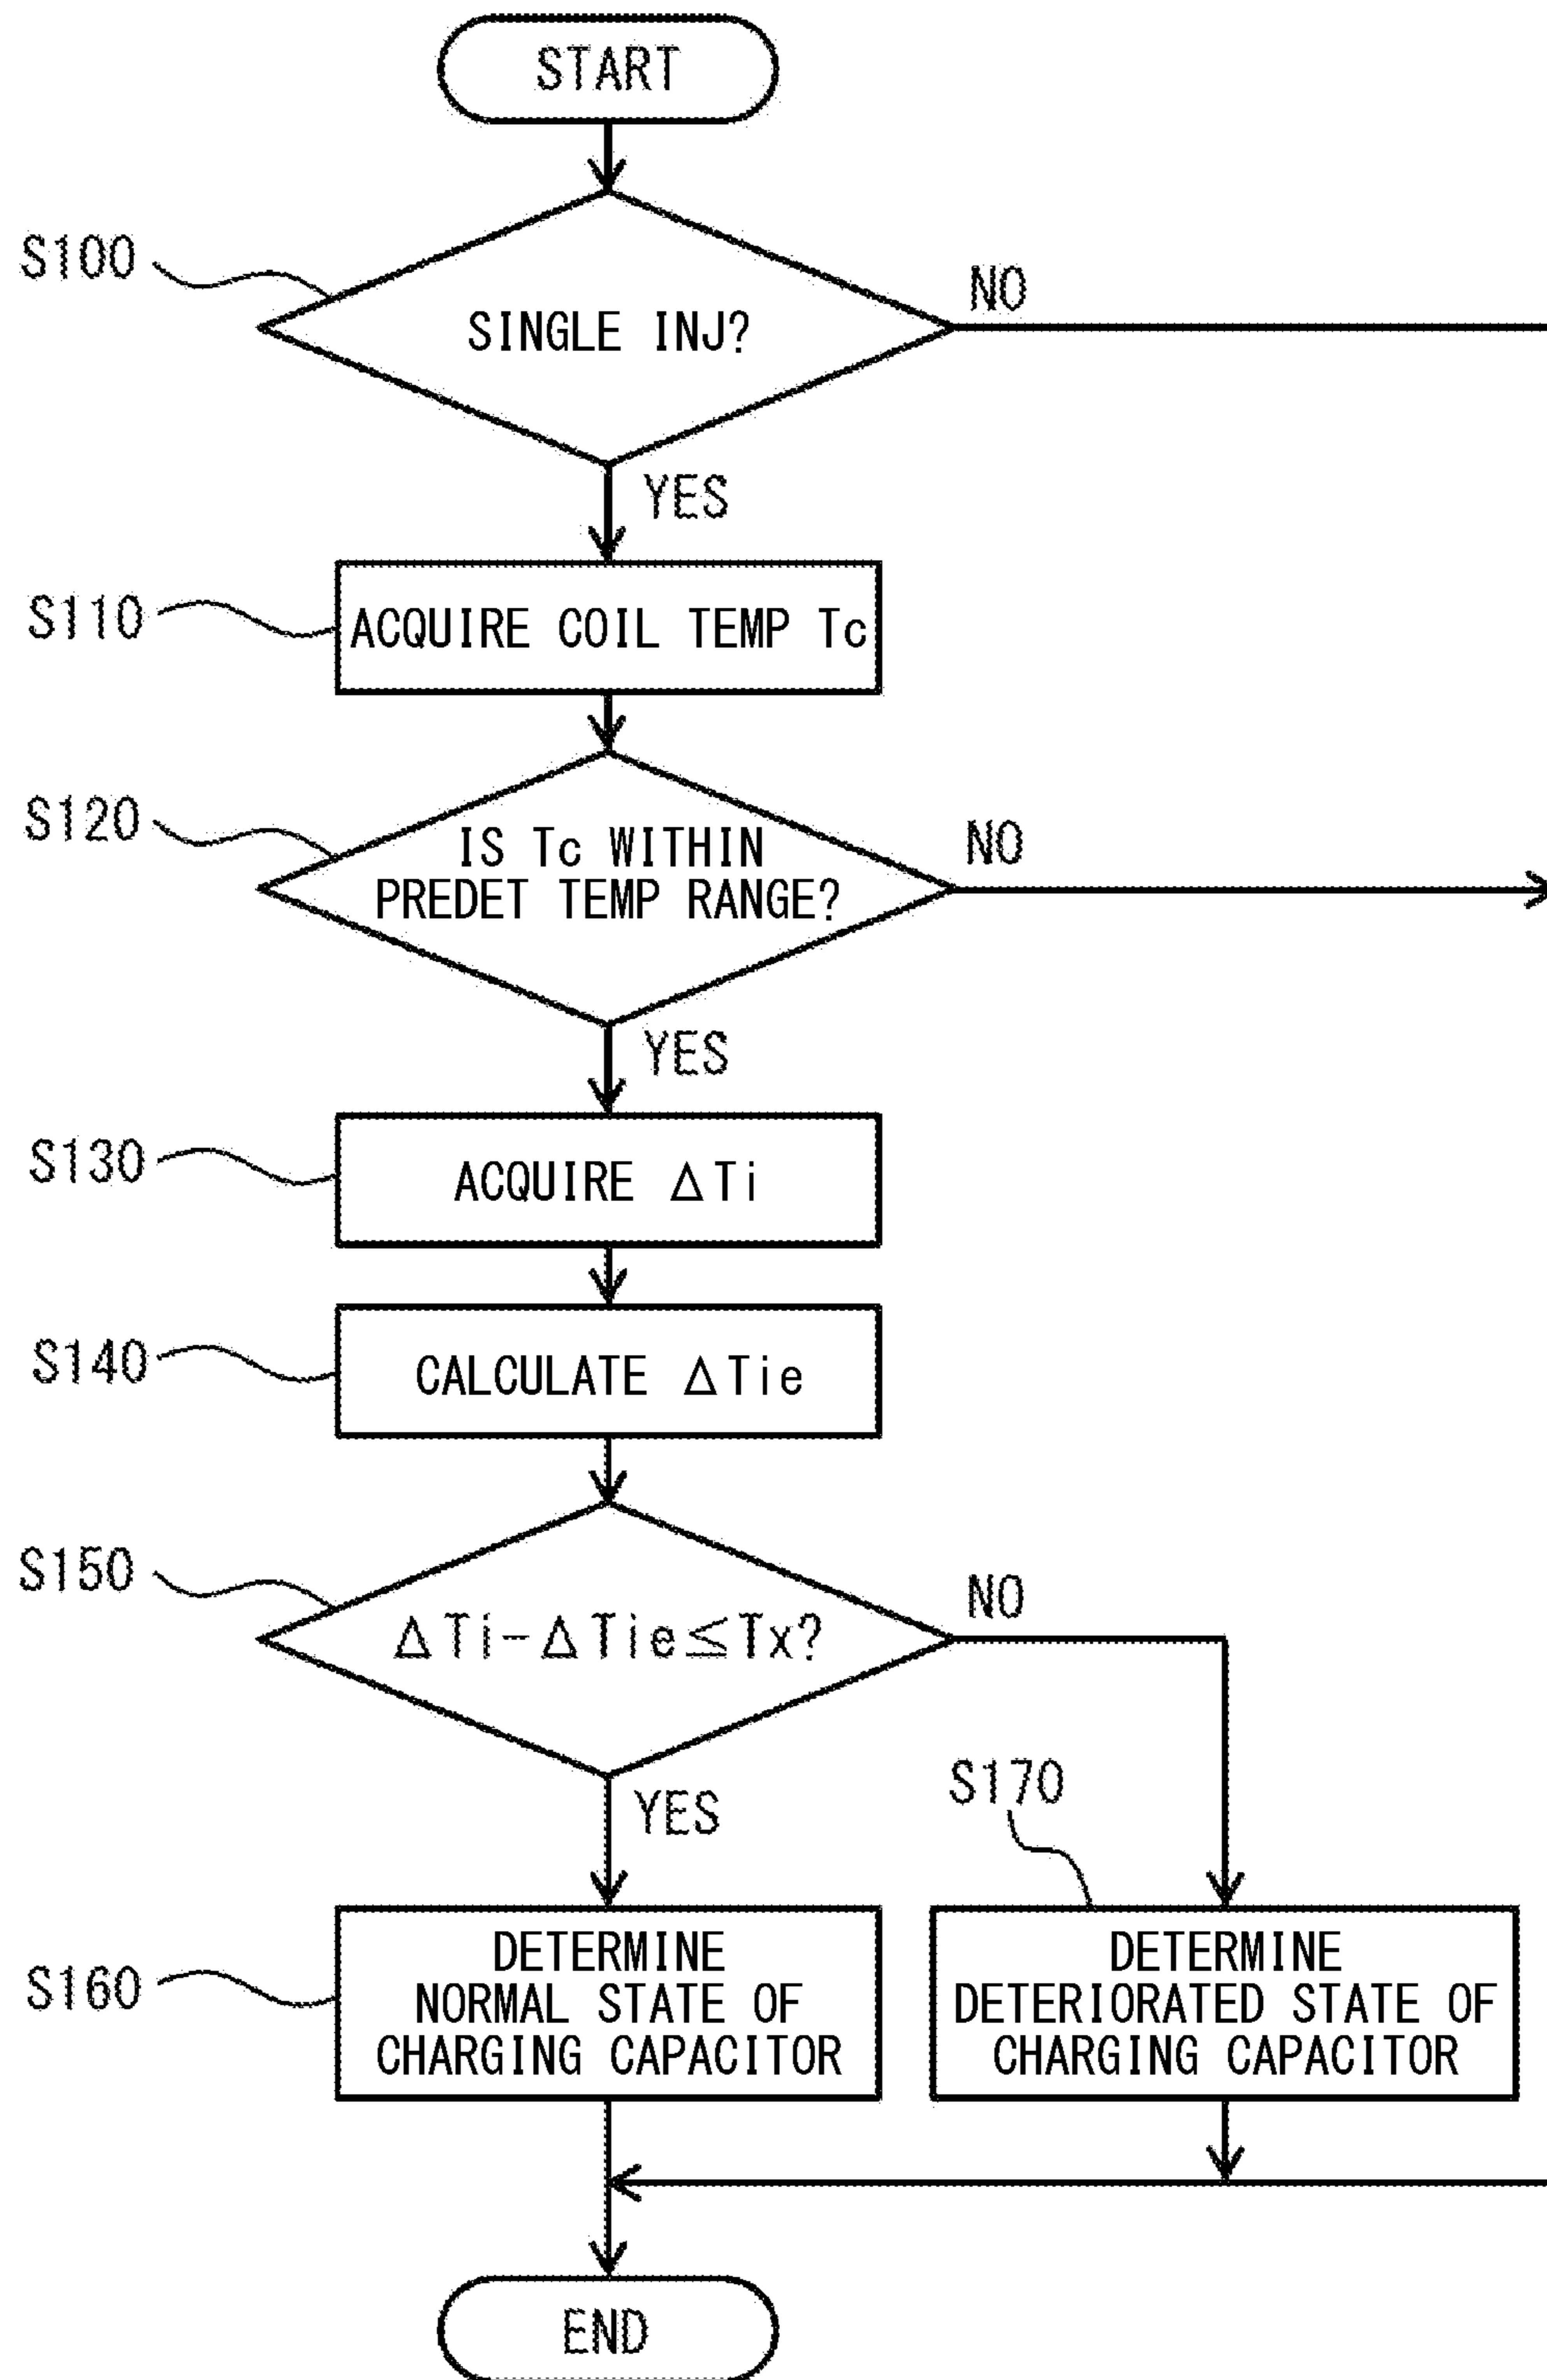 START
S100
SINGLE INJ?
NO
YES
S110
ACQUIRE COIL TEMP Tc
S120
IS Tc WITHIN
PREDET TEMP RANGE?
NO
YES
S130
ACQUIRE ΔTi
S140
CALCULATE ΔTie
S150
ΔTi-ΔTie≦Tx?
NO
YES
S160
DETERMINE
NORMAL STATE OF
CHARGING CAPACITOR
S170
DETERMINE
DETERIORATED STATE OF
CHARGING CAPACITOR
END